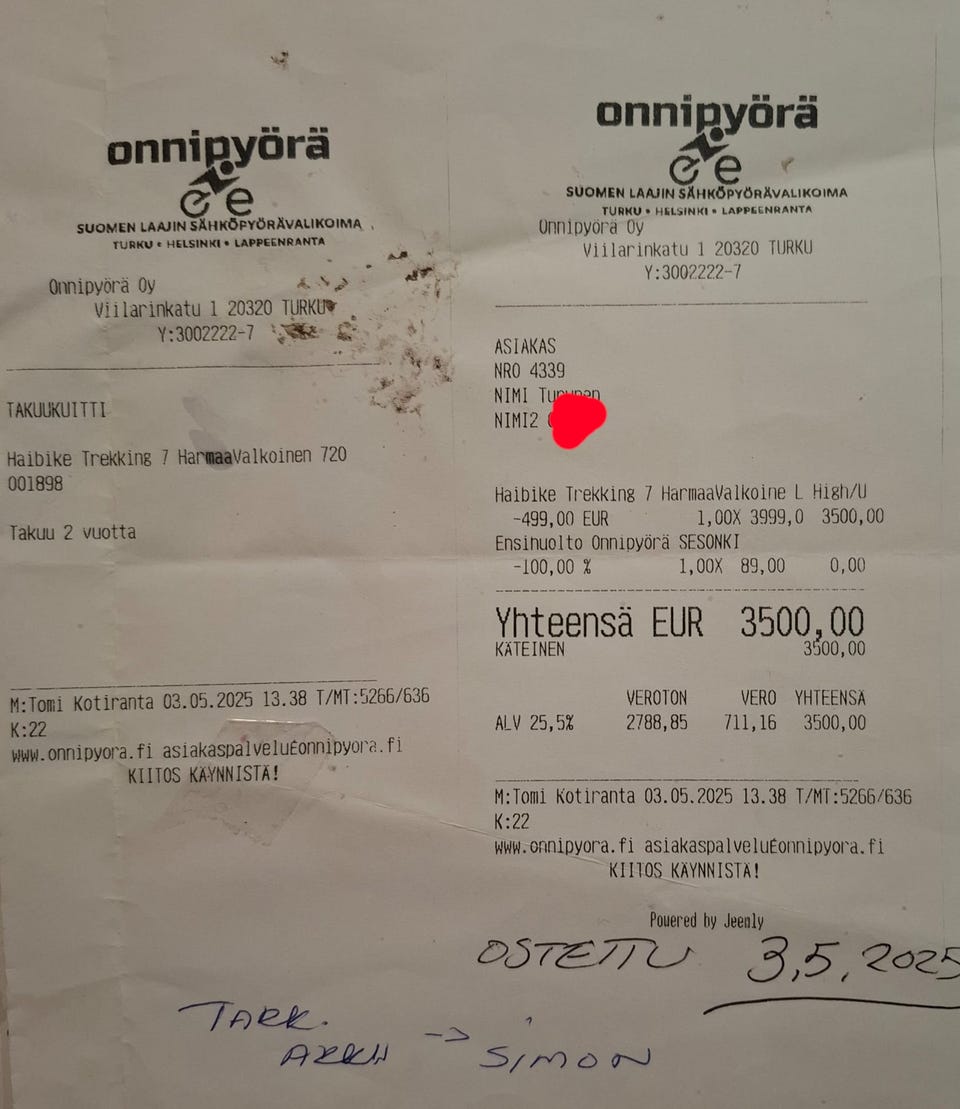 onnipyörä
SUOMEN LAAJIN SÄHKÖPYÖRÄVALIKOIMA
TURKU • HELSINKI • LAPPEENRANTA
Onnipyörä Oy
Viilarinkatu 1 20320 TURKU
Y:3002222-7
TAKUUKUITTI
Haibike Trekking 7 HarmaaValkoinen 720
001898
Takuu 2 vuotta
M:Tomi Kotiranta 03.05.2025 13.38 T/MT:5266/636
K:22
www.onnipyora.fi asiakaspalveluÉonnipyora.fi
KIITOS KÄYNNISTÄ!
onnipyörä
SUOMEN LAAJIN SÄHKÖPYÖRÄVALIKOIMA
TURKU • HELSINKI • LAPPEENRANTA
Onnipyörä Oy
Viilarinkatu 1 20320 TURKU
Y:3002222-7
ASIAKAS
NRO 4339
NIMI
NIMI2
Haibike Trekking 7 HarmaaValkoine L High/U
-499,00 EUR 1,00X 3999,0 3500,00
Ensihuolto Onnipyörä SESONKI
-100,00 % 1,00X 89,00 0,00
Yhteensä EUR 3500,00
KÄTEINEN 3500,00
VEROTON VERO YHTEENSÄ
ALV 25,5% 2788,85 711,16 3500,00
M:Tomi Kotiranta 03.05.2025 13.38 T/MT:5266/636
K:22
www.onnipyora.fi asiakaspalveluÉonnipyora.fi
KIITOS KÄYNNISTÄ!
Powered by Jeenly
OSTETTU 3,5,2025
TARK.
-> SIMON